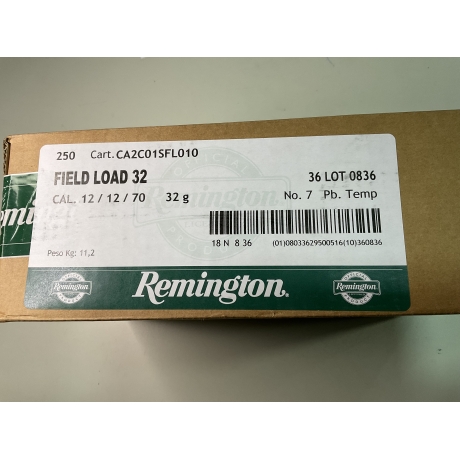 250 Cart. CA2C01SFL010
FIELD LOAD 32 36 LOT 0836
CAL. 12 / 12 / 70 32 g No. 7 Pb. Temp
18 N 8 36 (01)08033629500516(10)360836
Peso Kg: 11,2
Remington
Remington.
Remington
Remington